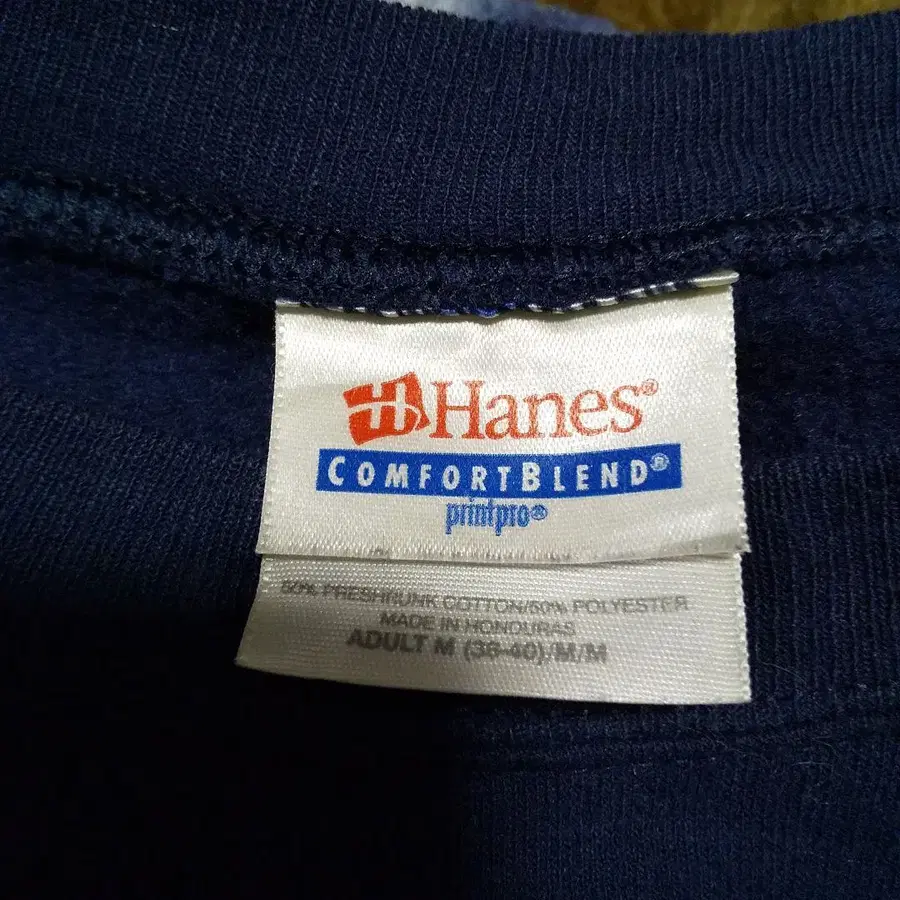 Hanes®
COMFORTBLEND®
printpro®
50% PRESHRUNK COTTON/50% POLYESTER
MADE IN HONDURAS
ADULT M (38-40)/M/M